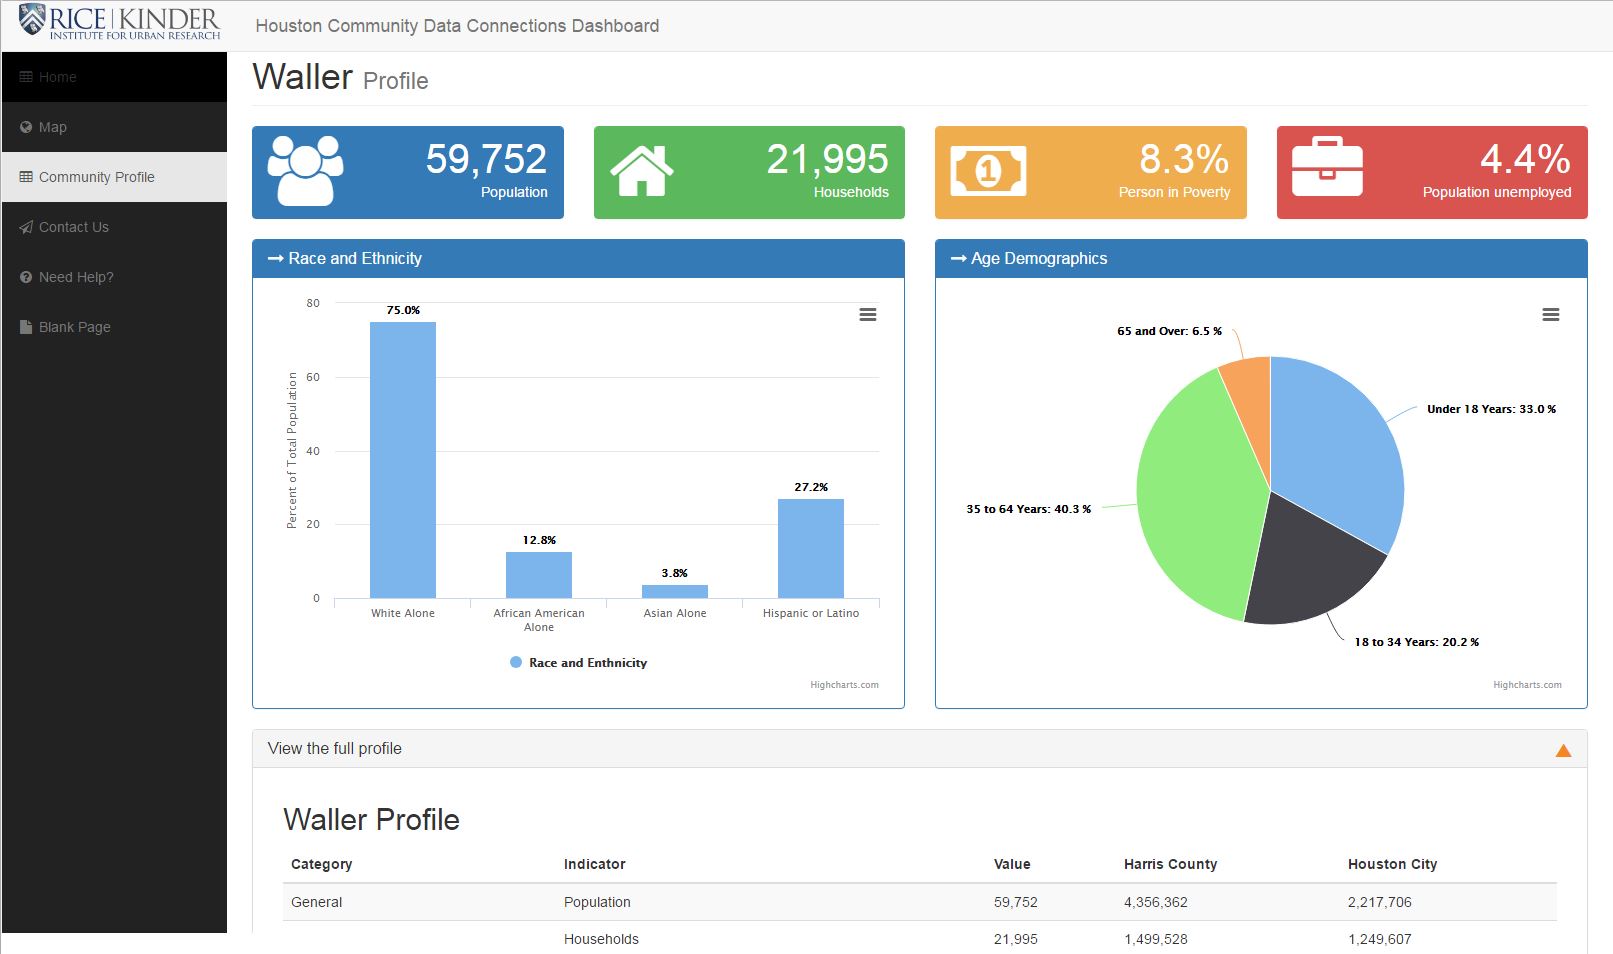 RICE | KINDER
INSTITUTE FOR URBAN RESEARCH
Houston Community Data Connections Dashboard
Home
Map
Community Profile
Contact Us
Need Help?
Blank Page
Waller Profile
59,752
Population
21,995
Households
1
8.3%
Person in Poverty
4.4%
Population unemployed
Race and Ethnicity
Percent of Total Population
80
60
40
20
0
75.0%
12.8%
3.8%
27.2%
White Alone
African American
Alone
Asian Alone
Hispanic or Latino
Race and Enthnicity
Highcharts.com
Age Demographics
65 and Over: 6.5 %
Under 18 Years: 33.0 %
35 to 64 Years: 40.3 %
18 to 34 Years: 20.2 %
Highcharts.com
View the full profile
Waller Profile
Category Indicator Value Harris County Houston City
General Population 59,752 4,356,362 2,217,706
Households 21,995 1,499,528 1,249,607